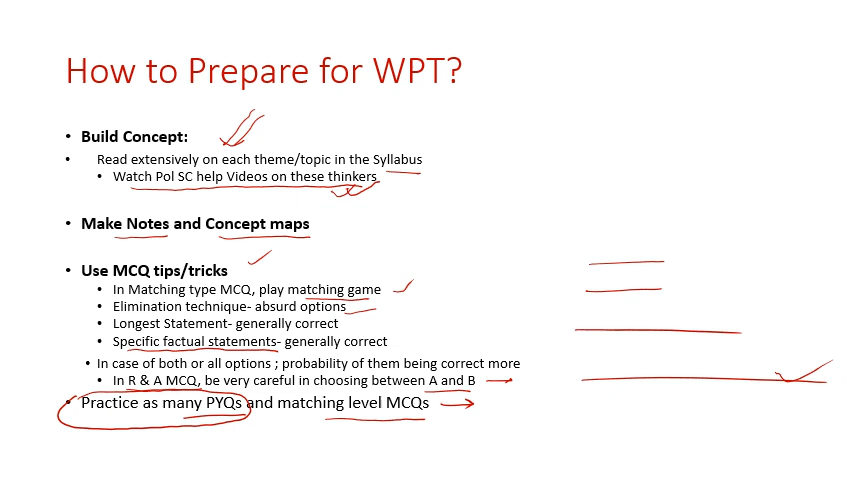 How to Prepare for WPT?
• Build Concept:
• Read extensively on each theme/topic in the Syllabus
• Watch Pol SC help Videos on these thinkers
• Make Notes and Concept maps
• Use MCQ tips/tricks
• In Matching type MCQ, play matching game
• Elimination technique- absurd options
• Longest Statement- generally correct
• Specific factual statements- generally correct
• In case of both or all options ; probability of them being correct more
• In R & A MCQ, be very careful in choosing between A and B
• Practice as many PYQs and matching level MCQs